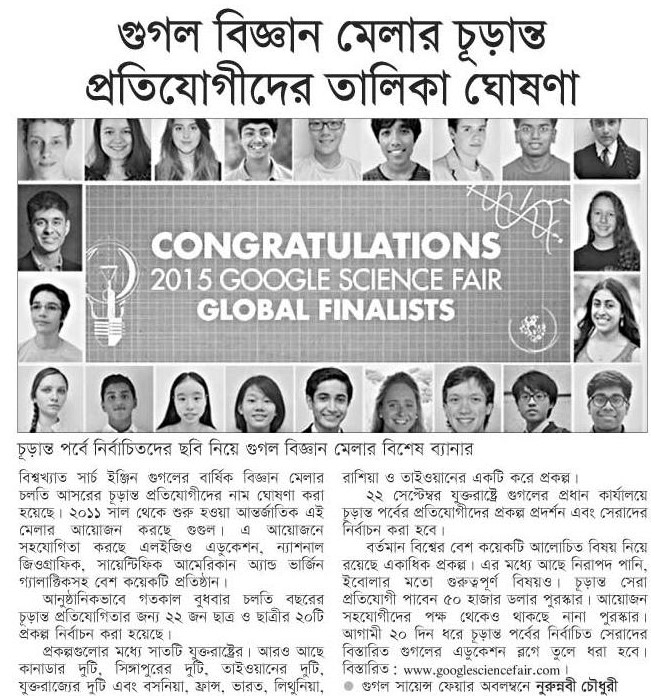 গুগল বিজ্ঞান মেলার চূড়ান্ত
প্রতিযোগীদের তালিকা ঘোষণা
CONGRATULATIONS
2015 GOOGLE SCIENCE FAIR
GLOBAL FINALISTS
চূড়ান্ত পর্বে নির্বাচিতদের ছবি নিয়ে গুগল বিজ্ঞান মেলার বিশেষ ব্যানার
বিশ্বখ্যাত সার্চ ইঞ্জিন গুগলের বার্ষিক বিজ্ঞান মেলার
চলতি আসরের চূড়ান্ত প্রতিযোগীদের নাম ঘোষণা করা
হয়েছে। ২০১১ সাল থেকে শুরু হওয়া আন্তর্জাতিক এই
মেলার আয়োজন করছে গুগুল। এ আয়োজনে
সহযোগিতা করছে এলইজিও এডুকেশন, ন্যাশনাল
জিওগ্রাফিক, সায়েন্টিফিক আমেরিকান অ্যান্ড ভার্জিন
গ্যালাক্টিকসহ বেশ কয়েকটি প্রতিষ্ঠান।
আনুষ্ঠানিকভাবে গতকাল বুধবার চলতি বছরের
চূড়ান্ত প্রতিযোগিতার জন্য ২২ জন ছাত্র ও ছাত্রীর ২০টি
প্রকল্প নির্বাচন করা হয়েছে।
প্রকল্পগুলোর মধ্যে সাতটি যুক্তরাষ্ট্রের। আরও আছে
কানাডার দুটি, সিঙ্গাপুরের দুটি, তাইওয়ানের দুটি,
যুক্তরাজ্যের দুটি এবং বসনিয়া, ফ্রান্স, ভারত, লিথুনিয়া,
রাশিয়া ও তাইওয়ানের একটি করে প্রকল্প।
২২ সেপ্টেম্বর যুক্তরাষ্ট্রে গুগলের প্রধান কার্যালয়ে
চূড়ান্ত পর্বের প্রতিযোগীদের প্রকল্প প্রদর্শন এবং সেরাদের
নির্বাচন করা হবে।
বর্তমান বিশ্বের বেশ কয়েকটি আলোচিত বিষয় নিয়ে
রয়েছে একাধিক প্রকল্প। এর মধ্যে আছে নিরাপদ পানি,
ইবোলার মতো গুরুত্বপূর্ণ বিষয়ও। চূড়ান্ত সেরা
প্রতিযোগী পাবেন ৫০ হাজার ডলার পুরস্কার। আয়োজন
সহযোগীদের পক্ষ থেকেও থাকছে নানা পুরস্কার।
আগামী ২০ দিন ধরে চূড়ান্ত পর্বের নির্বাচিত সেরাদের
বিস্তারিত গুগলের এডুকেশন ব্লগে তুলে ধরা হবে।
বিস্তারিত : www.googlesciencefair.com ।
● গুগল সায়েন্স ফেয়ার অবলম্বনে নুরুন্নবী চৌধুরী